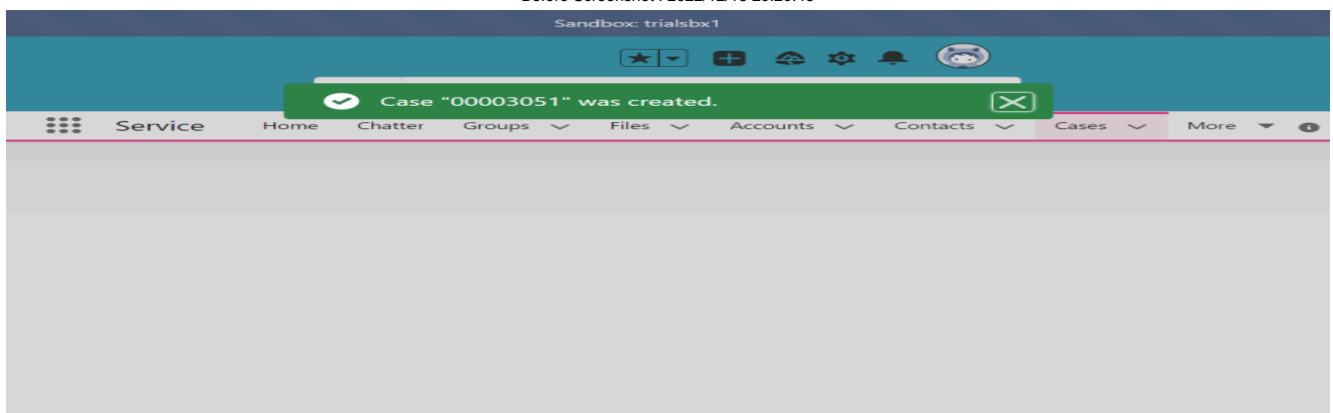 Sandbox: trialsbx1
Case "00003051" was created.
Service Home Chatter Groups Files Accounts Contacts Cases More